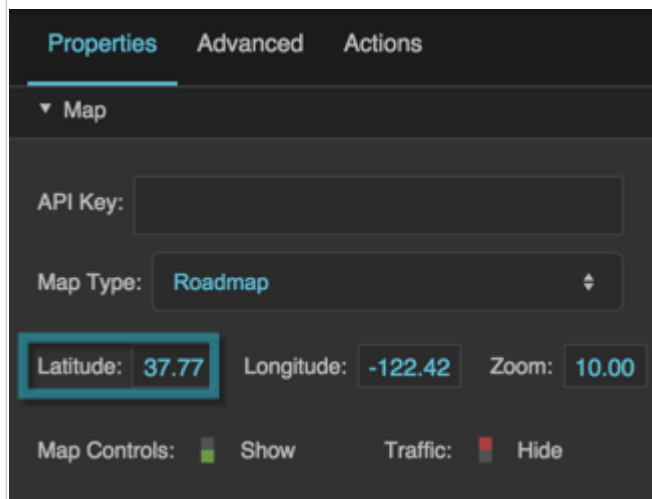 Properties Advanced Actions
Map
API Key:
Map Type: Roadmap
Latitude: 37.77 Longitude: -122.42 Zoom: 10.00
Map Controls: Show Traffic: Hide